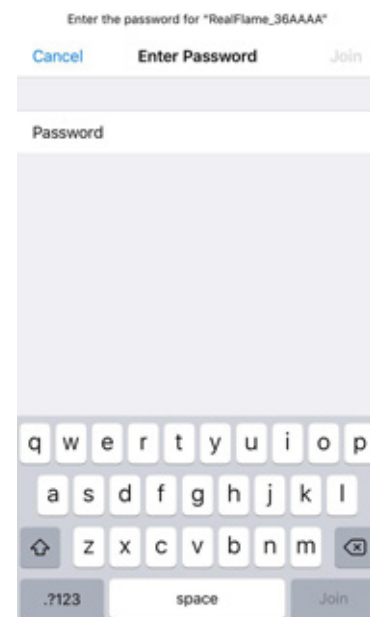 Enter the password for "RealFlame_36AAAA"
Cancel Enter Password Join
Password
q w e r t y u i o p
a s d f g h j k l
z x c v b n m
.?123 space Join